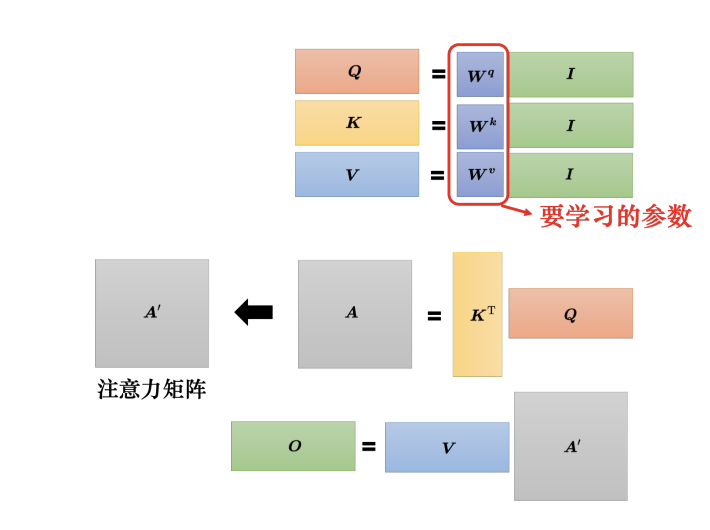 Q = W^q I
K = W^k I
V = W^v I
要学习的参数
A′ A = K^T Q
注意力矩阵
O = V A′